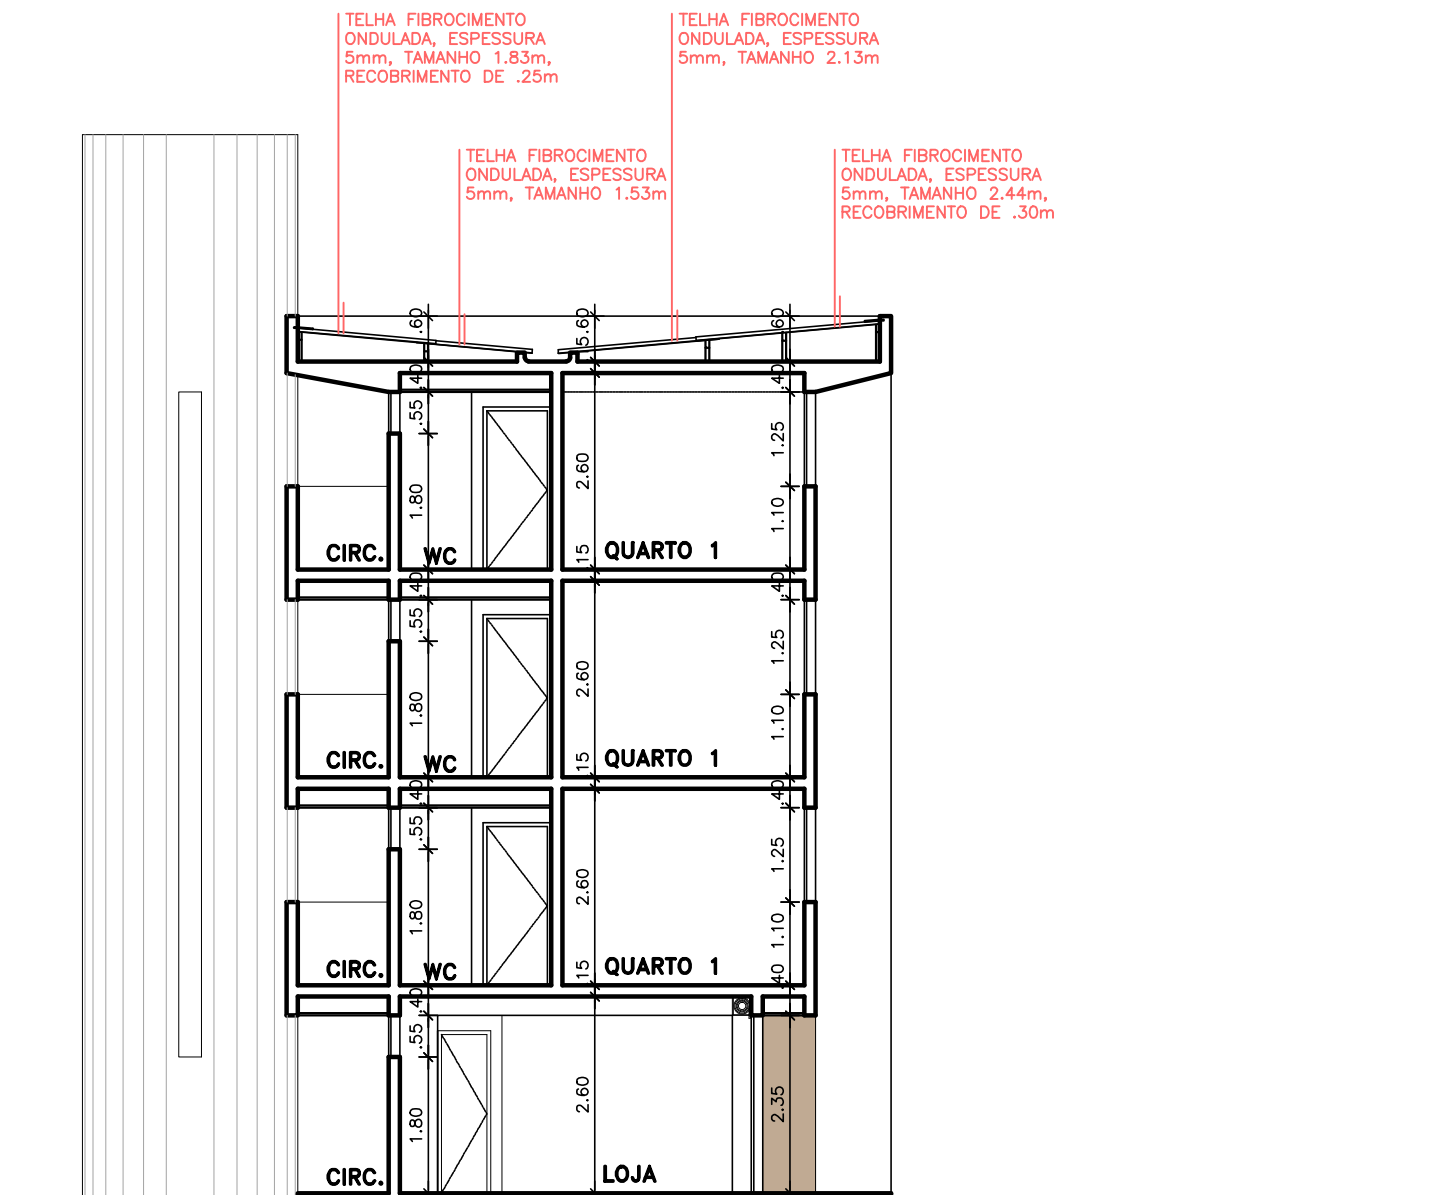 TELHA FIBROCIMENTO
ONDULADA, ESPESSURA
5mm, TAMANHO 1.83m,
RECOBRIMENTO DE .25m
TELHA FIBROCIMENTO
ONDULADA, ESPESSURA
5mm, TAMANHO 2.13m
TELHA FIBROCIMENTO
ONDULADA, ESPESSURA
5mm, TAMANHO 1.53m
TELHA FIBROCIMENTO
ONDULADA, ESPESSURA
5mm, TAMANHO 2.44m,
RECOBRIMENTO DE .30m
.60
.60
.60
.40
.40
.55
1.25
2.60
1.80
1.10
CIRC.
WC
.15
QUARTO 1
.40
.40
.55
1.25
2.60
1.80
1.10
CIRC.
WC
.15
QUARTO 1
.40
.40
.55
1.25
2.60
1.80
1.10
CIRC.
WC
.15
QUARTO 1
.40
.40
.55
2.60
2.35
1.80
CIRC.
LOJA